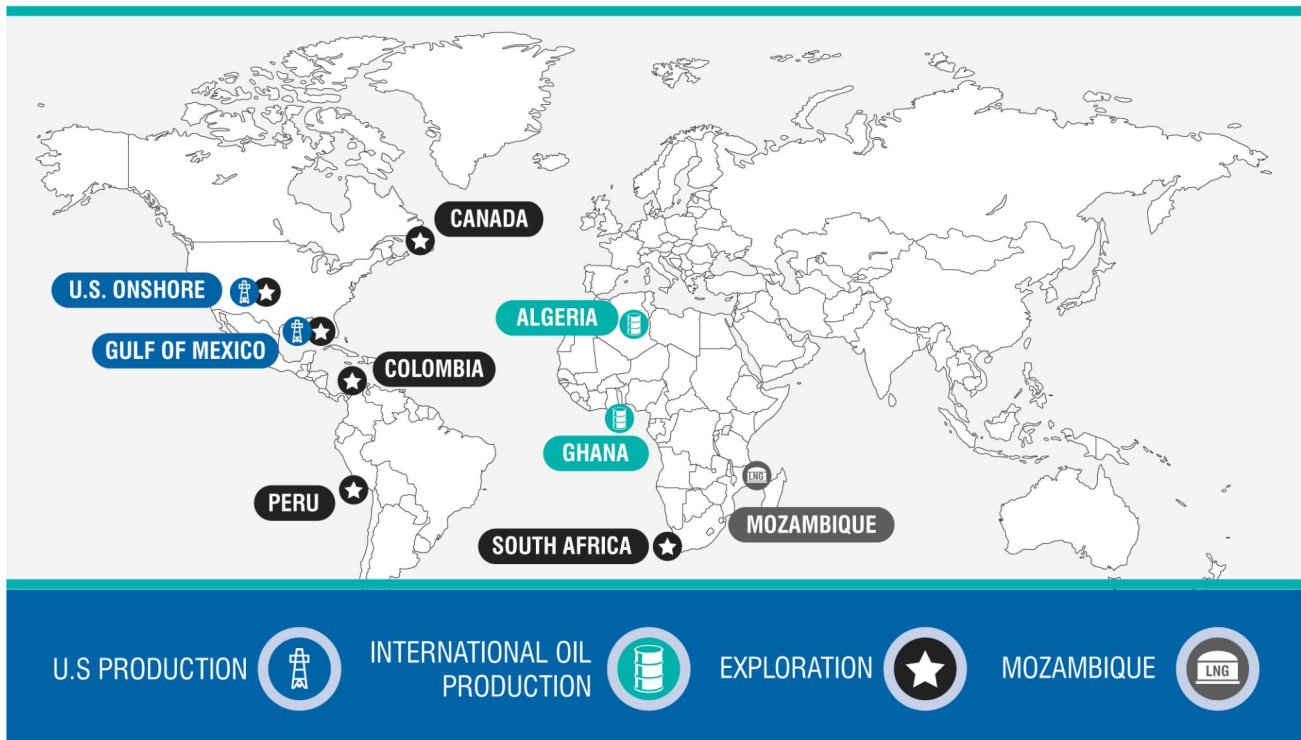 CANADA
U.S. ONSHORE
ALGERIA
GULF OF MEXICO
COLOMBIA
GHANA
PERU
MOZAMBIQUE
LNG
SOUTH AFRICA
U.S PRODUCTION
INTERNATIONAL OIL
PRODUCTION
EXPLORATION
MOZAMBIQUE
LNG